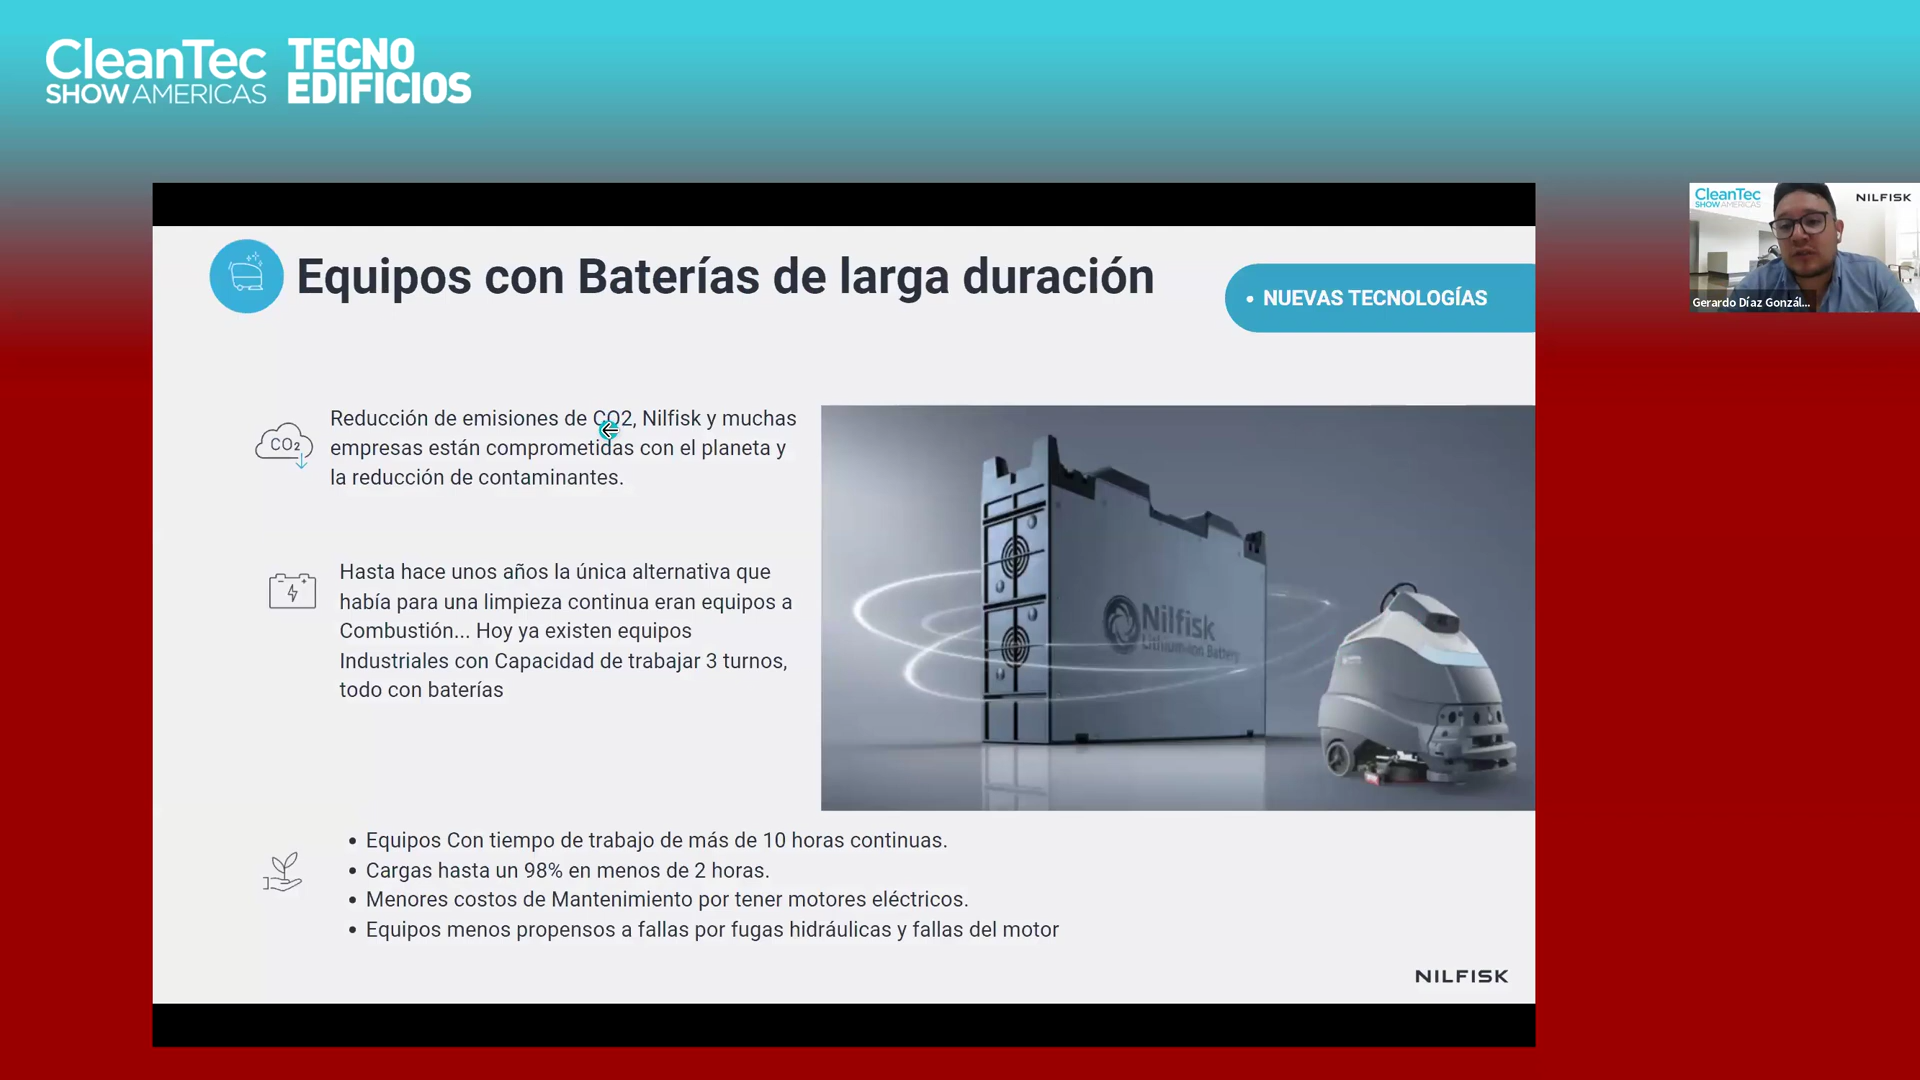 CleanTec
SHOW AMERICAS
TECNO
EDIFICIOS
CleanTec
SHOW AMERICAS
NILFISK
Gerardo Díaz Gonzál...
Equipos con Baterías de larga duración
• NUEVAS TECNOLOGÍAS
CO2
Reducción de emisiones de CO2, Nilfisk y muchas
empresas están comprometidas con el planeta y
la reducción de contaminantes.
Hasta hace unos años la única alternativa que
había para una limpieza continua eran equipos a
Combustión... Hoy ya existen equipos
Industriales con Capacidad de trabajar 3 turnos,
todo con baterías
Nilfisk
Lithium-Ion Battery
• Equipos Con tiempo de trabajo de más de 10 horas continuas.
• Cargas hasta un 98% en menos de 2 horas.
• Menores costos de Mantenimiento por tener motores eléctricos.
• Equipos menos propensos a fallas por fugas hidráulicas y fallas del motor
NILFISK